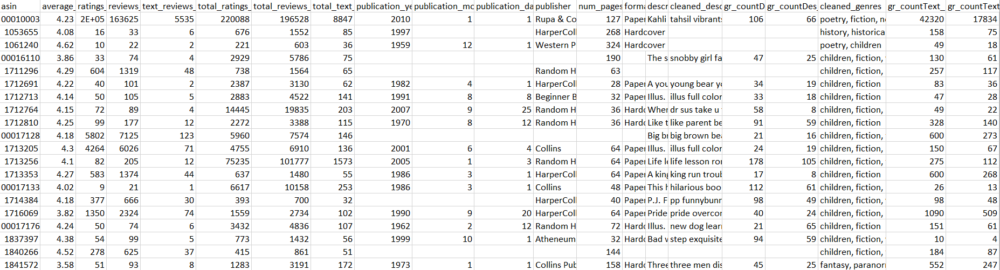 asin average_ ratings_ reviews_ text_reviews_ total_ratings_ total_reviews_ total_text_ publication_ye publication_mo publication_da publisher num_pages forma descr cleaned_desc gr_countD gr_countDes_ cleaned_genres gr_countText_ gr_countText
00010003 4.23 2E+05 163625 5535 220088 196528 8847 2010 1 1 Rupa & Co 127 Paper Kahli tahsil vibrants 106 66 poetry, fiction, no 42320 17834
1053655 4.08 16 33 6 676 1552 85 1997 HarperColl 268 Hardcover history, historica 158 75
1061240 4.62 10 22 2 221 603 36 1959 12 1 Western P 324 Hardcover poetry, children 49 18
00016110 3.86 33 74 4 2929 5786 75 190 The s snobby girl fa 47 25 children, fiction, 130 61
1711296 4.29 604 1319 48 738 1564 65 Random H 63 children, fiction, 257 117
1712691 4.22 40 101 2 2387 3130 62 1982 4 1 HarperColl 28 Paper A you young bear yo 34 19 children, fiction 83 36
1712713 4.14 50 105 5 2883 4522 141 1991 8 8 Beginner B 32 Paper Illus. illus full color 33 18 children, fiction 47 28
1712764 4.15 72 89 4 14445 19835 203 2007 9 25 Random H 36 Hardc When dr sus take u 58 8 children, fiction, 49 22
1712810 4.25 99 177 12 2272 3388 115 1970 8 12 Random H 36 Hardc Like t like parent be 91 59 children, fiction 328 140
00017128 4.18 5802 7125 123 5960 7574 146 Big br big brown bea 21 16 children, fiction, 600 273
1713205 4.3 4264 6026 71 4755 6910 136 2001 6 4 Collins 64 Paper Illus. illus full color 24 19 children, fiction, 150 67
1713256 4.1 82 205 12 75235 101777 1573 2005 1 3 Random H 64 Paper Life le life lesson ron 178 105 children, fiction, 275 112
1713353 4.27 583 1374 44 637 1480 55 1986 3 1 HarperColl 64 Paper A king king run troub 17 8 children, fiction 600 268
00017133 4.02 9 21 1 6617 10158 253 1986 3 1 Collins 48 Paper This h hilarious boo 112 61 children, fiction, 26 13
1714384 4.18 377 666 30 393 700 32 HarperColl 40 Paper P.J. F pp funnybunn 98 49 children, fiction, 98 48
1716069 3.82 1350 2324 74 1559 2734 102 1990 9 20 HarperColl 64 Paper Pride pride overcor 40 24 children, fiction, 1090 509
00017176 4.24 50 74 6 3432 4836 107 1962 2 12 Random H 72 Hardc Illus. new dog lear 21 65 children, fiction 151 61
1837397 4.38 54 99 5 773 1432 56 1999 10 1 Atheneum 32 Hardc Bad w step exquisite 94 59 children, fiction, 10 4
1840266 4.52 278 625 37 415 861 51 144 children, fiction, 184 87
1841572 3.58 51 93 8 1283 3191 172 1973 1 1 Collins Pub 158 Hardc Three three men dis 45 25 fantasy, paranor 552 247